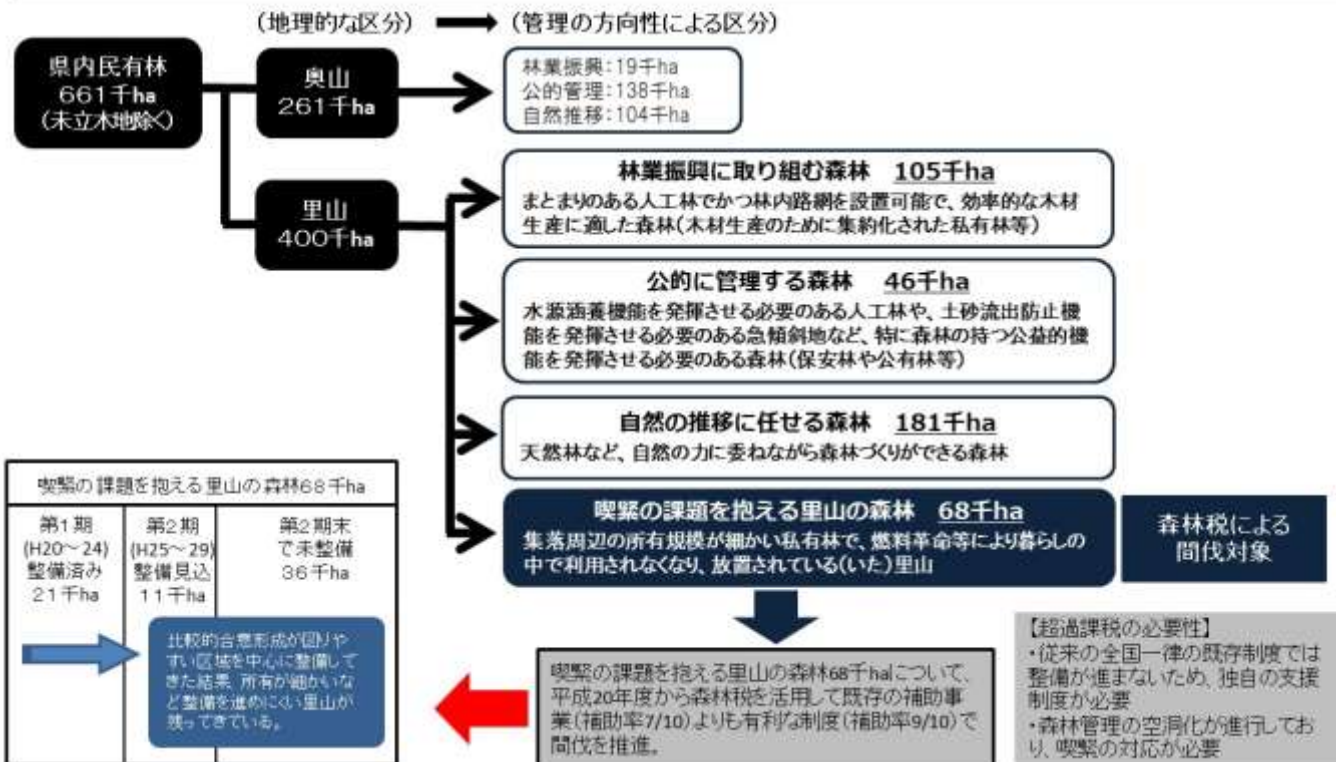 (地理的な区分)
(管理の方向性による区分)
県内民有林
661千ha
(未立木地除く)
奥山
261千ha
林業振興:19千ha
公的管理:138千ha
自然推移:104千ha
里山
400千ha
林業振興に取り組む森林 105千ha
まとまりのある人工林でかつ林内路網を設置可能で、効率的な木材
生産に適した森林(木材生産のために集約化された私有林等)
公的に管理する森林 46千ha
水源涵養機能を発揮させる必要のある人工林や、土砂流出防止機
能を発揮させる必要のある急傾斜地など、特に森林の持つ公益的機
能を発揮させる必要のある森林(保安林や公有林等)
自然の推移に任せる森林 181千ha
天然林など、自然の力に委ねながら森林づくりができる森林
喫緊の課題を抱える里山の森林 68千ha
集落周辺の所有規模が細かい私有林で、燃料革命等により暮らしの
中で利用されなくなり、放置されている(いた)里山
森林税による
間伐対象
喫緊の課題を抱える里山の森林68千ha
第1期
(H20~24)
整備済み
21千ha
第2期
(H25~29)
整備見込
11千ha
第2期末
で未整備
36千ha
比較的合意形成が図りや
すい区域を中心に整備して
きた結果、所有が細かいな
ど整備を進めにくい里山が
残ってきている。
喫緊の課題を抱える里山の森林68千haについて、
平成20年度から森林税を活用して既存の補助事
業(補助率7/10)よりも有利な制度(補助率9/10)で
間伐を推進。
【超過課税の必要性】
・従来の全国一律の既存制度では
整備が進まないため、独自の支援
制度が必要
・森林管理の空洞化が進行してお
り、喫緊の対応が必要